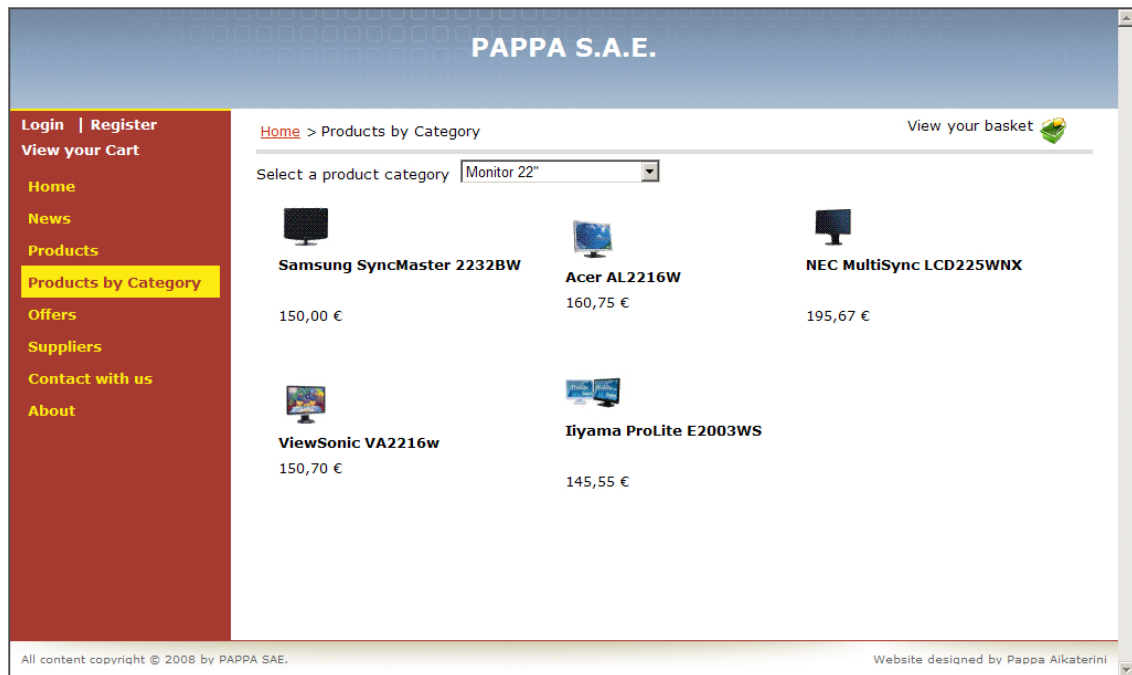 PAPPA S.A.E.
Login | Register
View your Cart
Home
News
Products
Products by Category
Offers
Suppliers
Contact with us
About
Home > Products by Category
View your basket
Select a product category Monitor 22"
Samsung SyncMaster 2232BW
150,00 €
Acer AL2216W
160,75 €
NEC MultiSync LCD225WNX
195,67 €
ViewSonic VA2216w
150,70 €
Iiyama ProLite E2003WS
145,55 €
All content copyright © 2008 by PAPPA SAE.
Website designed by Pappa Aikaterini